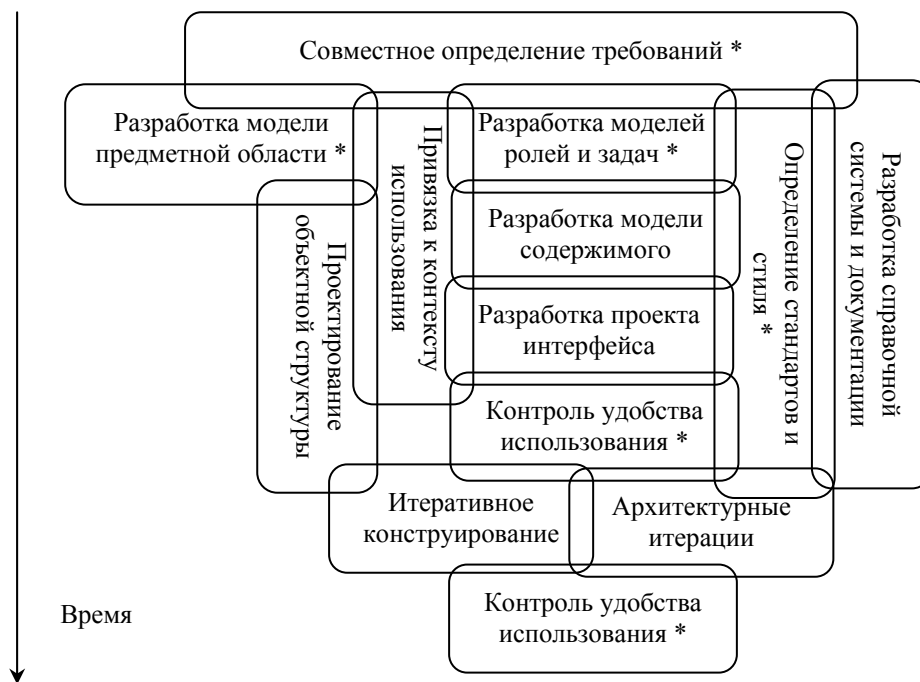 Совместное определение требований *
Разработка модели
предметной области *
Привязка к контексту
использования
Разработка моделей
ролей и задач *
Определение стандартов и
стиля *
Разработка справочной
системы и документации
Проектирование
объектной структуры
Разработка модели
содержимого
Разработка проекта
интерфейса
Контроль удобства
использования *
Итеративное
конструирование
Архитектурные
итерации
Время
Контроль удобства
использования *